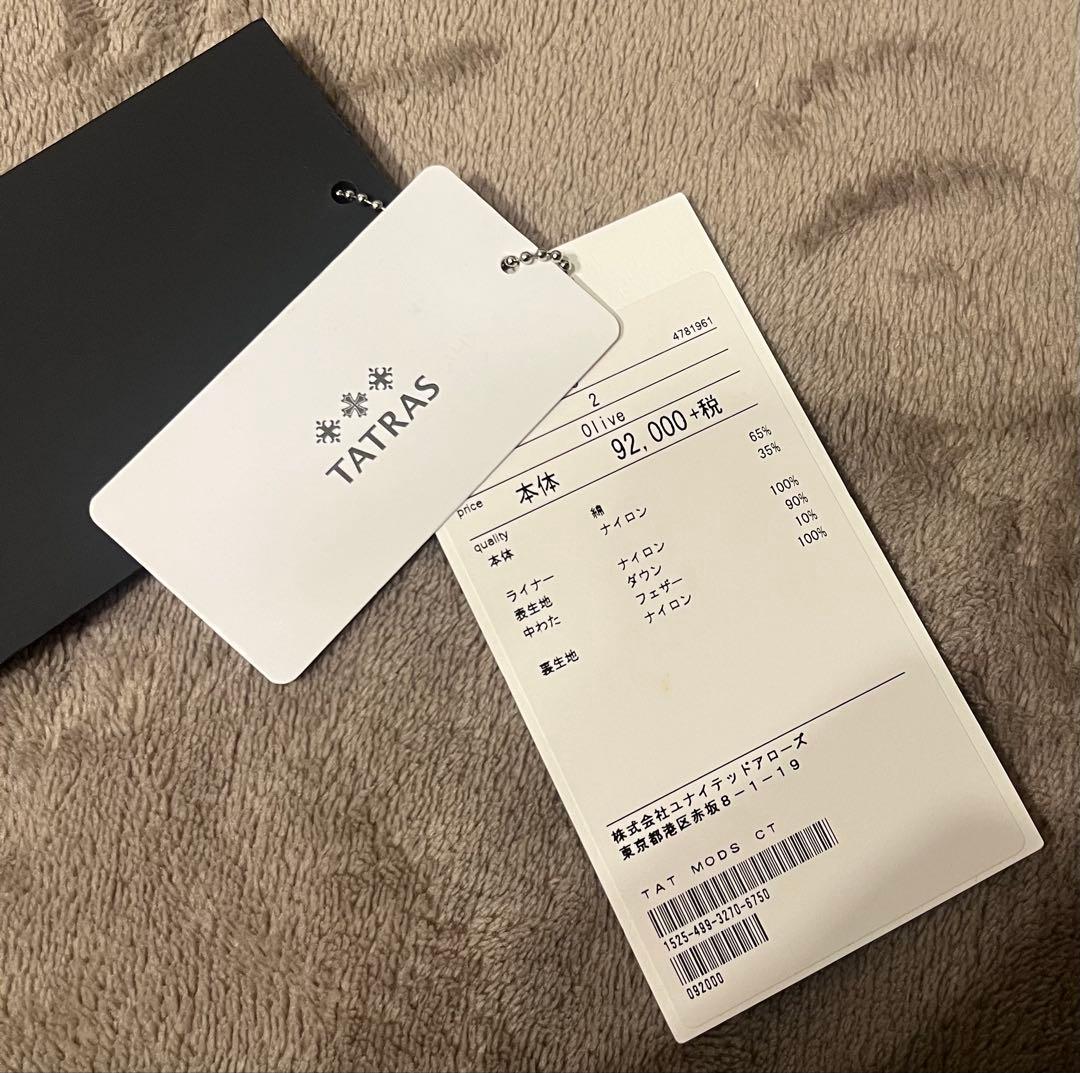 TATRAS
4781961
2
Olive
price 本体 92,000+税
quality
本体 綿 65%
ナイロン 35%
ライナー
表生地 ナイロン 100%
中わた ダウン 90%
フェザー 10%
裏生地 ナイロン 100%
株式会社ユナイテッドアローズ
東京都港区赤坂8-1-19
TAT MODS CT
1525-499-3270-6750
092000